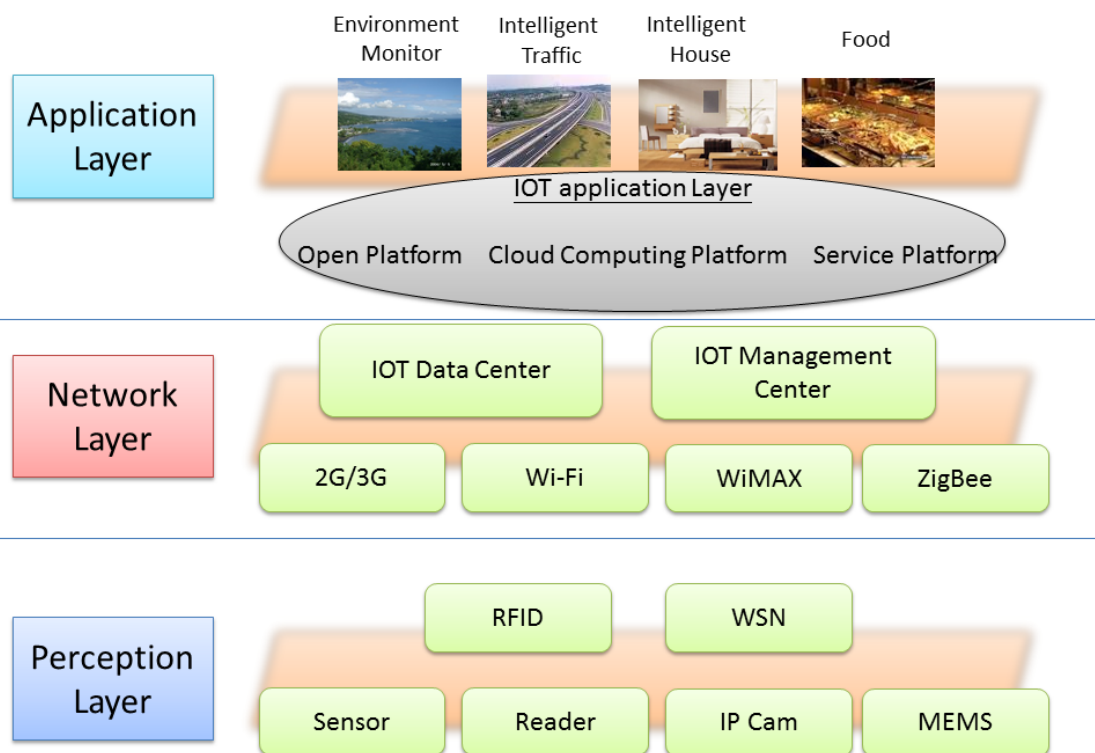 Environment
Monitor
Intelligent
Traffic
Intelligent
House
Food
Application
Layer
IOT application Layer
Open Platform
Cloud Computing Platform
Service Platform
Network
Layer
IOT Data Center
IOT Management
Center
2G/3G
Wi-Fi
WiMAX
ZigBee
Perception
Layer
RFID
WSN
Sensor
Reader
IP Cam
MEMS